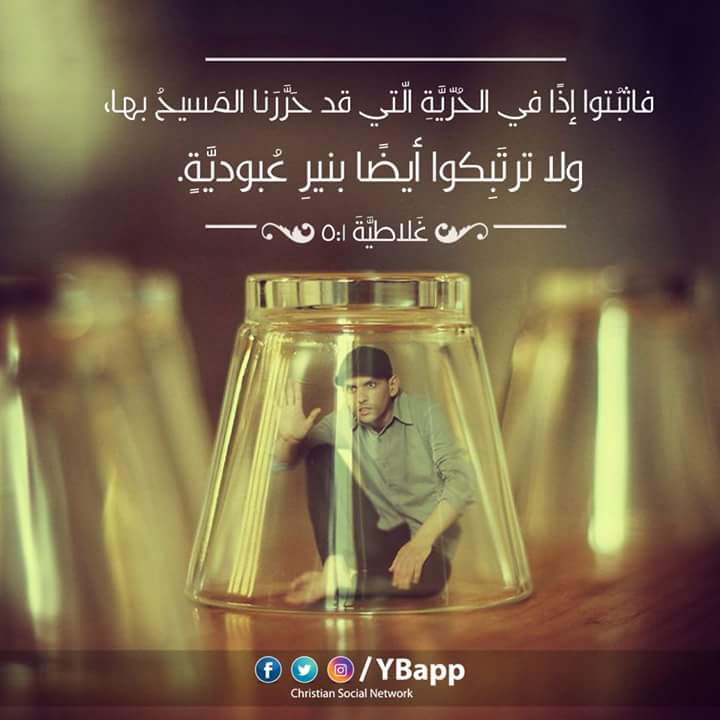 فاثبُتوا إذًا في الحُرّيَّةِ الّتي قد حَرَّرَنا المَسيحُ بها،
ولا ترتَبِكوا أيضًا بنيرِ عُبوديَّةٍ.
غَلاطيَّةَ ٥:١
/YBapp
Christian Social Network